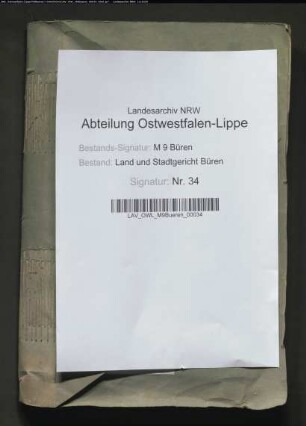 Landesarchiv NRW
Abteilung Ostwestfalen-Lippe
Bestands-Signatur: M 9 Büren
Bestand: Land und Stadtgericht Büren
Signatur: Nr. 34
LAV_OWL_M9Bueren_00034